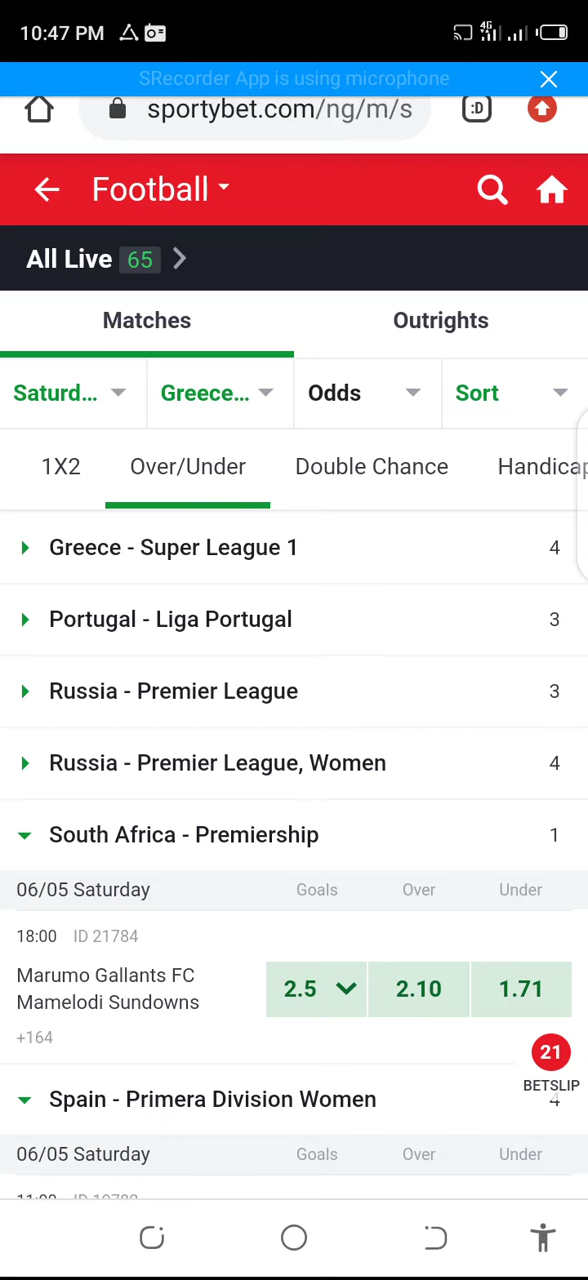 10:47 PM 4G
SRecorder App is using microphone
sportybet.com/ng/m/s :D
Football
All Live 65
Matches Outrights
Saturd... Greece... Odds Sort
1X2 Over/Under Double Chance Handicap
Greece - Super League 1 4
Portugal - Liga Portugal 3
Russia - Premier League 3
Russia - Premier League, Women 4
South Africa - Premiership 1
06/05 Saturday Goals Over Under
18:00 ID 21784
Marumo Gallants FC
Mamelodi Sundowns
2.5 2.10 1.71
+164
21
BETSLIP
Spain - Primera Division Women 4
06/05 Saturday Goals Over Under